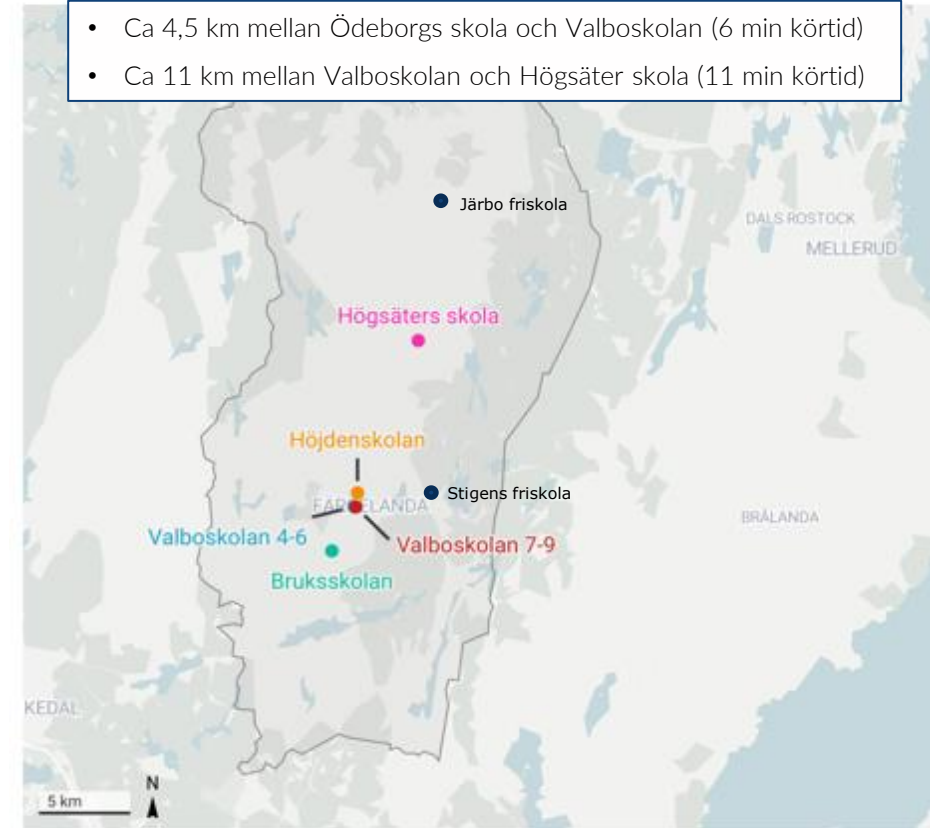 • Ca 4,5 km mellan Ödeborgs skola och Valboskolan (6 min körtid)
• Ca 11 km mellan Valboskolan och Högsäter skola (11 min körtid)
Järbo friskola
DALS ROSTOCK
MELLERUD
Högsäters skola
Höjdenskolan
Stigens friskola
BRÅLANDA
Valboskolan 4-6
Valboskolan 7-9
Bruksskolan
KEDAL
N
5 km